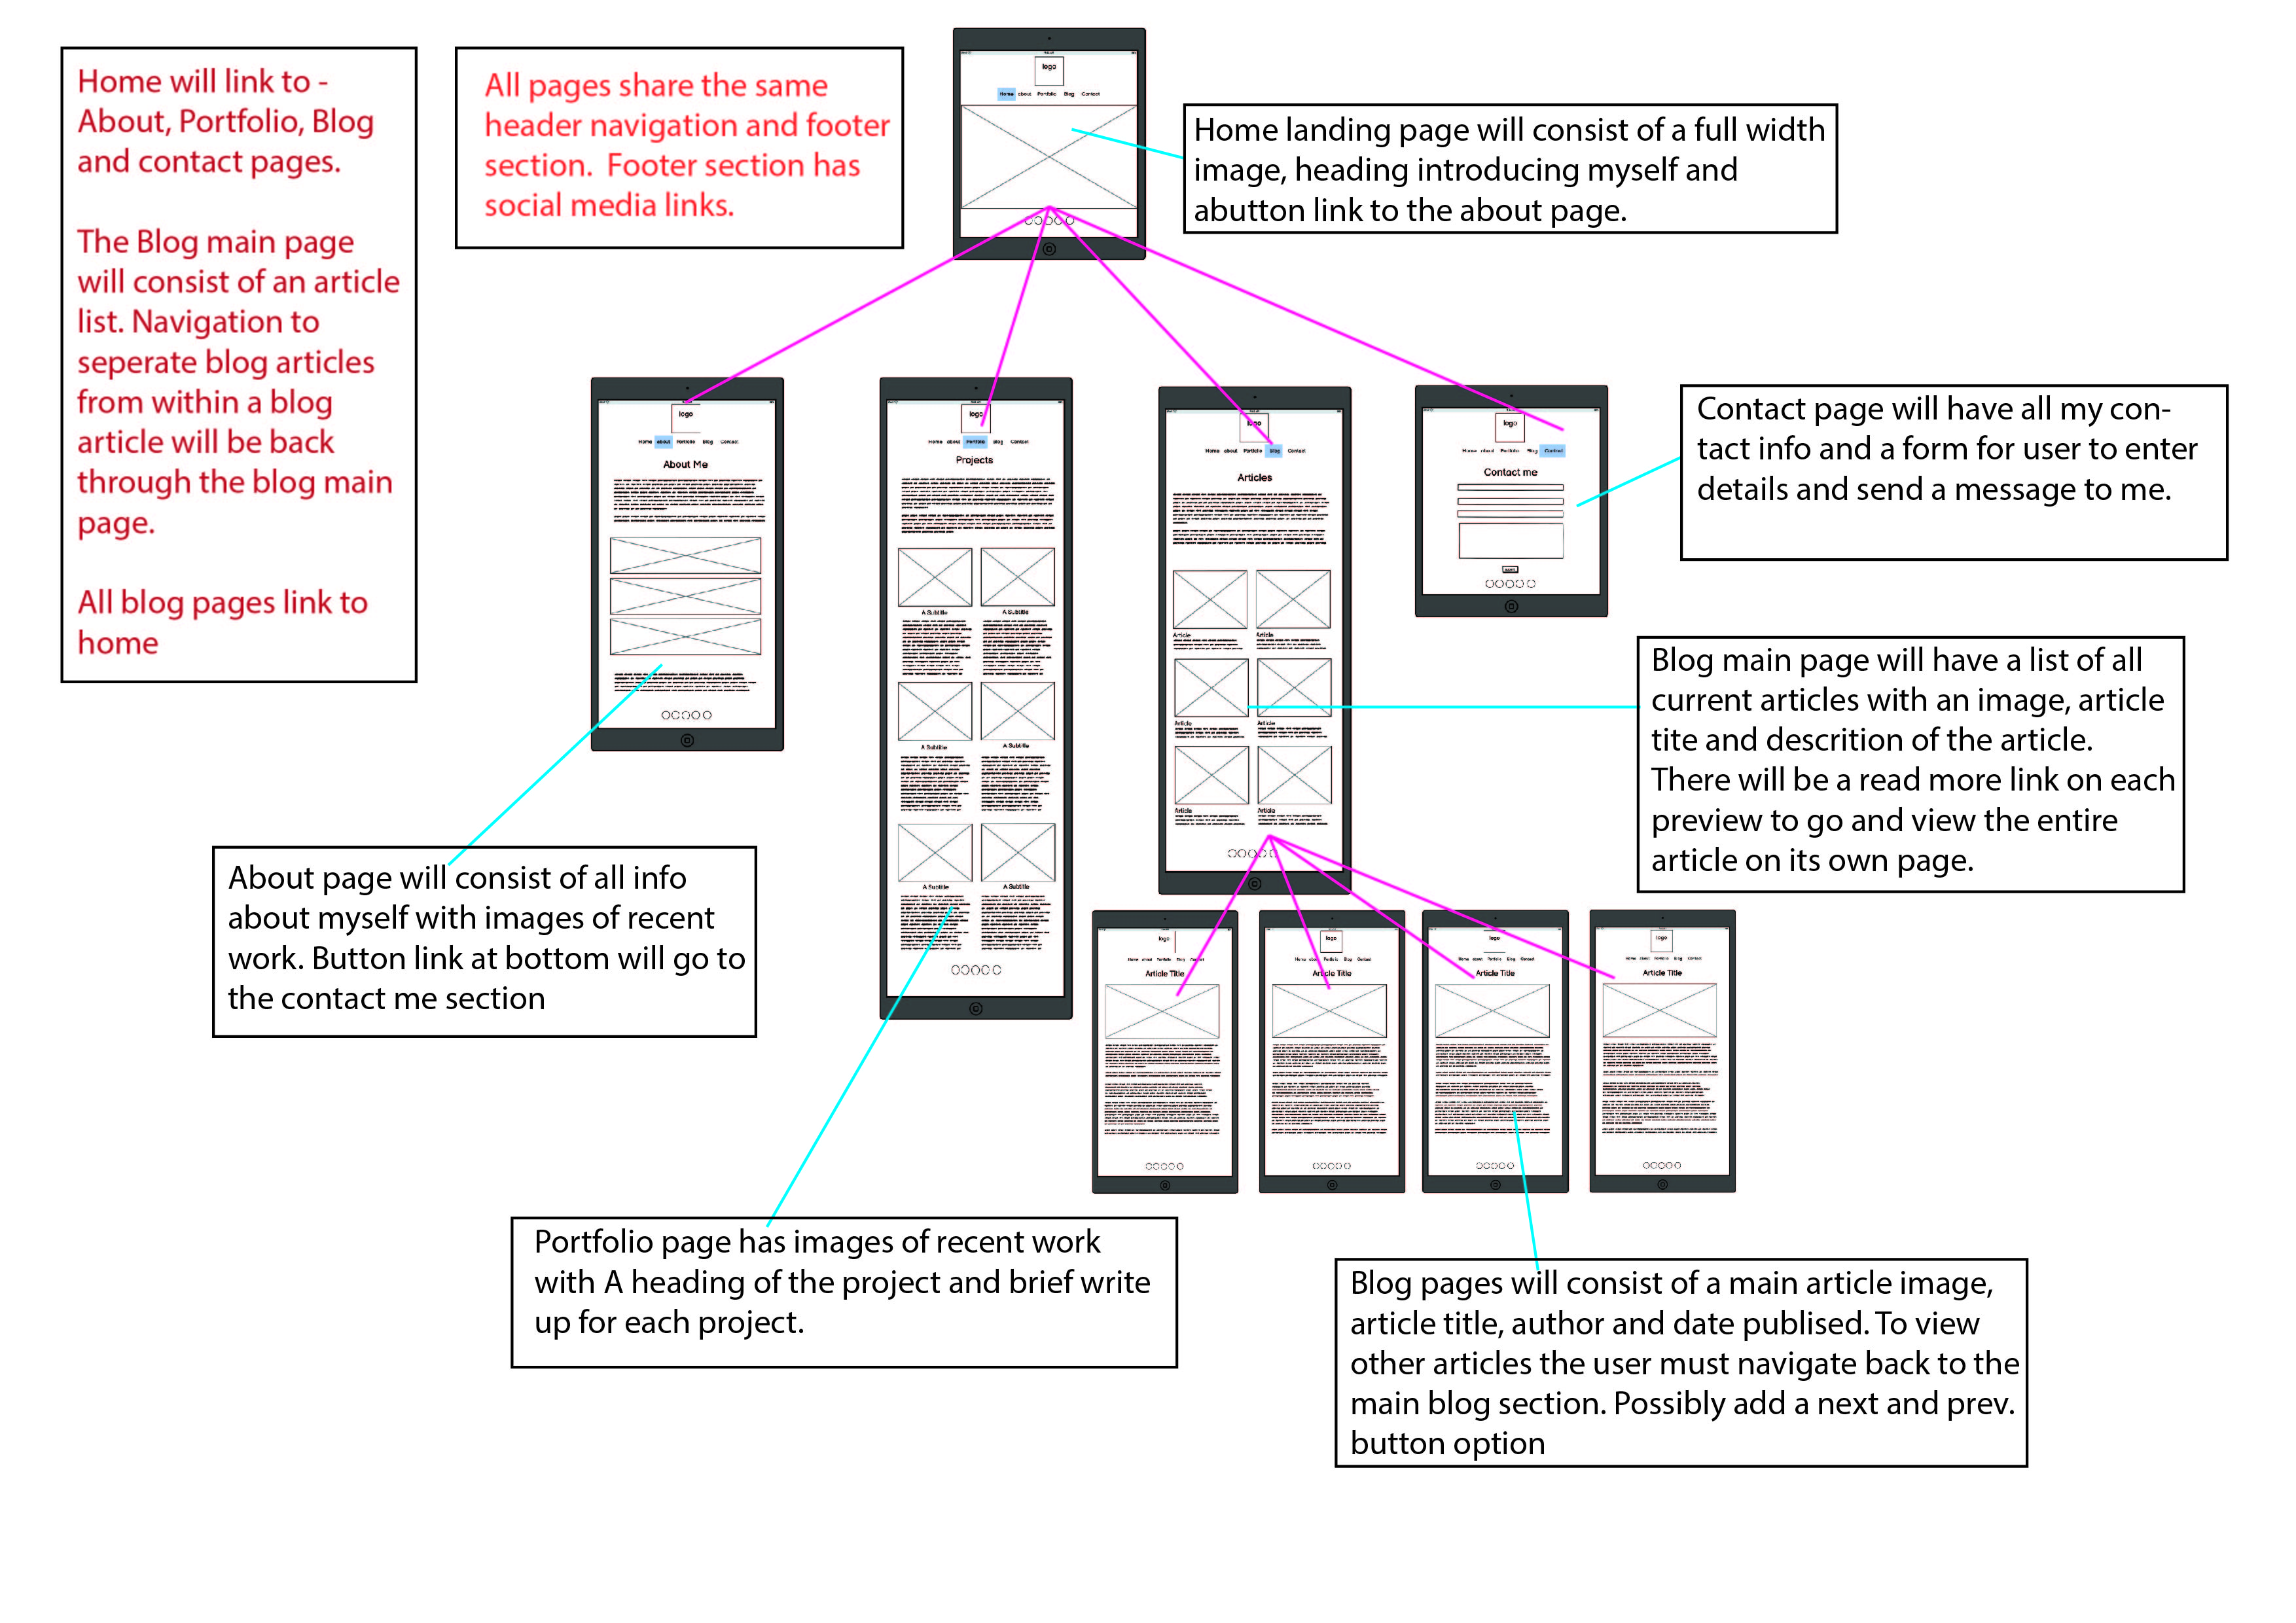 Home will link to -
About, Portfolio, Blog
and contact pages.
The Blog main page
will consist of an article
list. Navigation to
seperate blog articles
from within a blog
article will be back
through the blog main
page.
All blog pages link to
home
All pages share the same
header navigation and footer
section.  Footer section has
social media links.
logo
Home about Portfolio Blog Contact
Home landing page will consist of a full width
image, heading introducing myself and
abutton link to the about page.
logo
Home about Portfolio Blog Contact
About Me
logo
Home about Portfolio Blog Contact
Projects
A Subtitle A Subtitle
A Subtitle A Subtitle
A Subtitle A Subtitle
logo
Home about Portfolio Blog Contact
Articles
Article Article
Article Article
Article Article
logo
Home about Portfolio Blog Contact
Contact me
Contact page will have all my con-
tact info and a form for user to enter
details and send a message to me.
Blog main page will have a list of all
current articles with an image, article
tite and descrition of the article.
There will be a read more link on each
preview to go and view the entire
article on its own page.
About page will consist of all info
about myself with images of recent
work. Button link at bottom will go to
the contact me section
logo
Home about Portfolio Blog Contact
Article Title
logo
Home about Portfolio Blog Contact
Article Title
logo
Home about Portfolio Blog Contact
Article Title
logo
Home about Portfolio Blog Contact
Article Title
Portfolio page has images of recent work
with A heading of the project and brief write
up for each project.
Blog pages will consist of a main article image,
article title, author and date publised. To view
other articles the user must navigate back to the
main blog section. Possibly add a next and prev.
button option